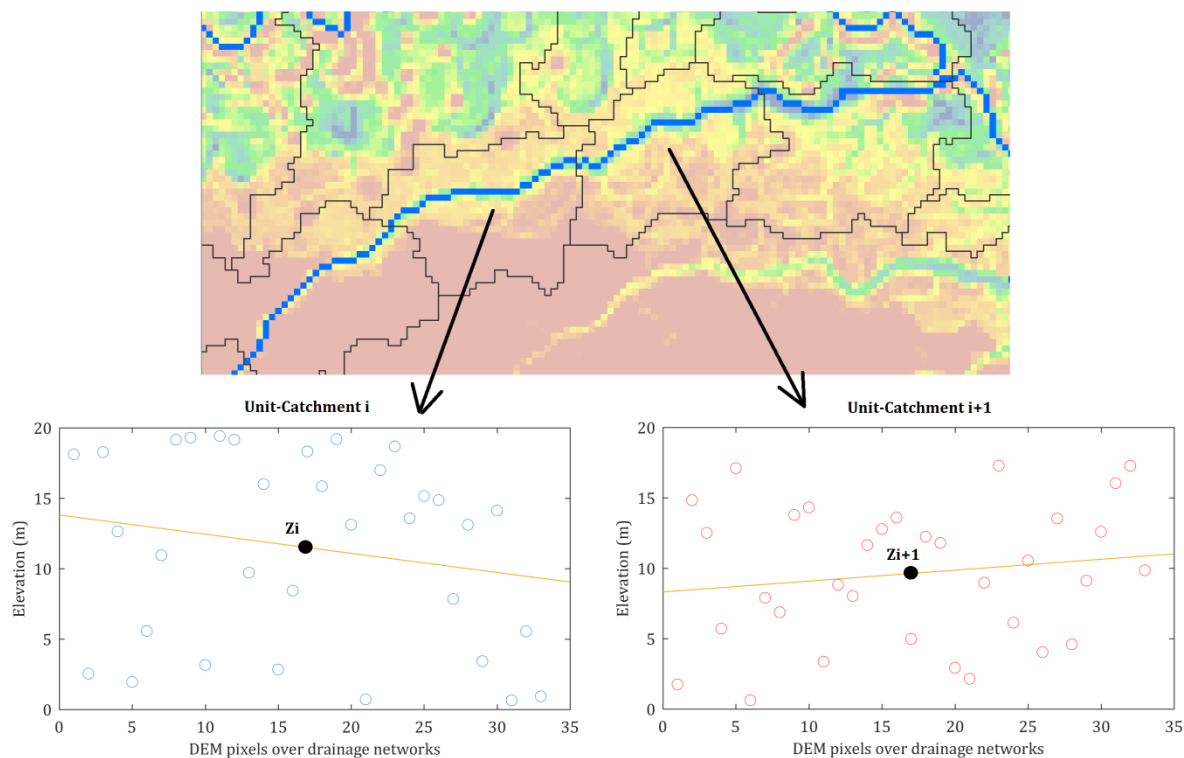 Unit-Catchment i
20
15
10
5
0
Elevation (m)
Zi
0 5 10 15 20 25 30 35
DEM pixels over drainage networks
Unit-Catchment i+1
20
15
10
5
0
Elevation (m)
Zi+1
0 5 10 15 20 25 30 35
DEM pixels over drainage networks